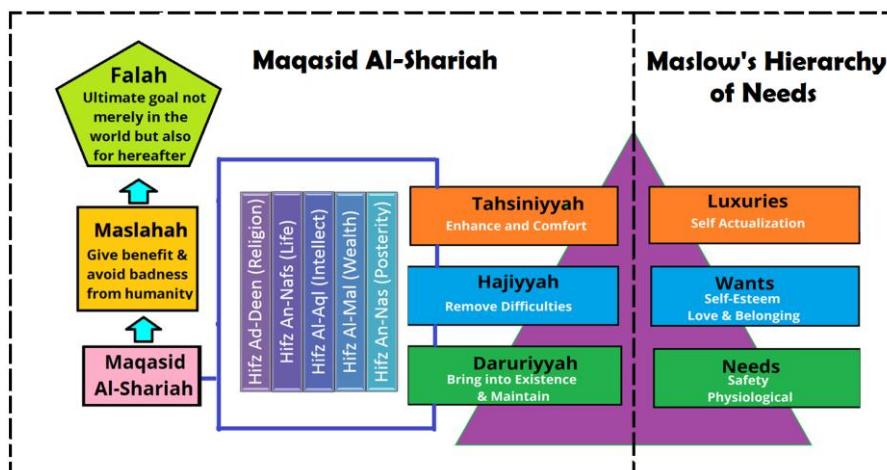 Maqasid Al-Shariah
Maslow's Hierarchy
of Needs
Falah
Ultimate goal not
merely in the
world but also
for hereafter
Maslahah
Give benefit &
avoid badness
from humanity
Maqasid
Al-Shariah
Hifz Ad-Deen (Religion)
Hifz An-Nafs (Life)
Hifz Al-Aql (Intellect)
Hifz Al-Mal (Wealth)
Hifz An-Nas (Posterity)
Tahsiniyyah
Enhance and Comfort
Hajiyyah
Remove Difficulties
Daruriyyah
Bring into Existence
& Maintain
Luxuries
Self Actualization
Wants
Self-Esteem
Love & Belonging
Needs
Safety
Physiological